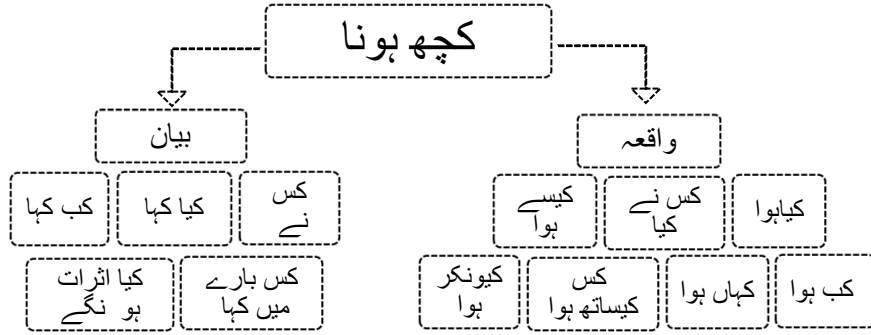 کچھ ہونا
واقعہ
بیان
کیاہوا
کس نے
کیا
کیسے
ہوا
کب ہوا
کہاں ہوا
کس
کیساتھ ہوا
کیونکر
ہوا
کس
نے
کیا کہا
کب کہا
کس بارے
میں کہا
کیا اثرات
ہو نگے